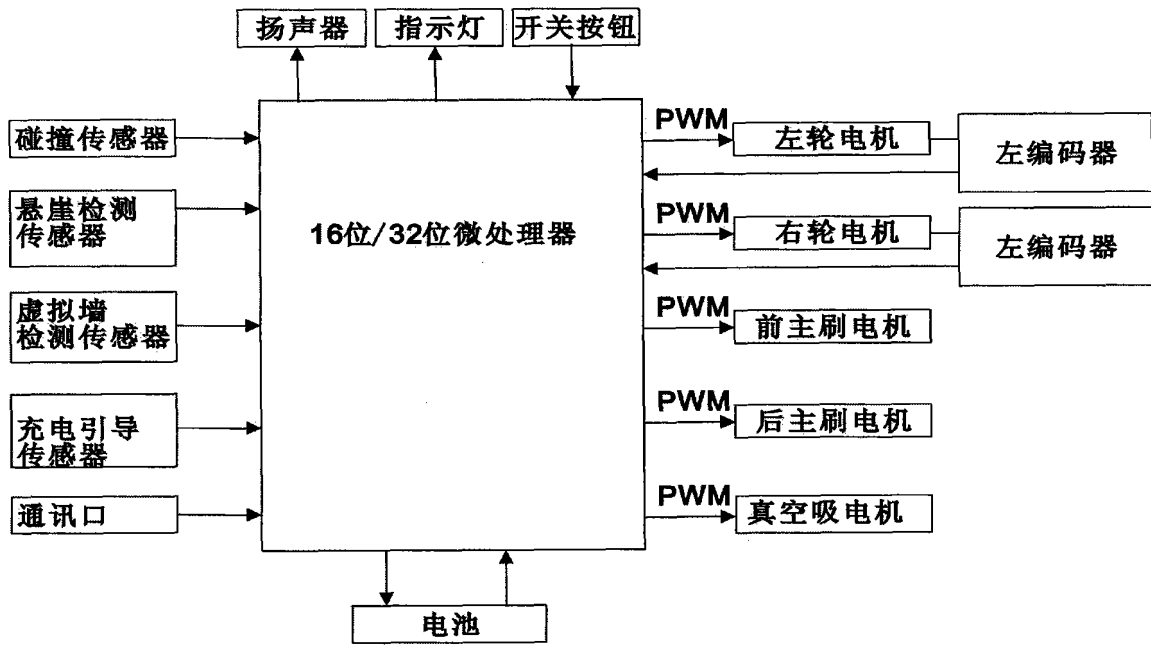 扬声器
指示灯
开关按钮
碰撞传感器
悬崖检测
传感器
虚拟墙
检测传感器
充电引导
传感器
通讯口
16位/32位微处理器
PWM
左轮电机
左编码器
PWM
右轮电机
左编码器
PWM
前主刷电机
PWM
后主刷电机
PWM
真空吸电机
电池